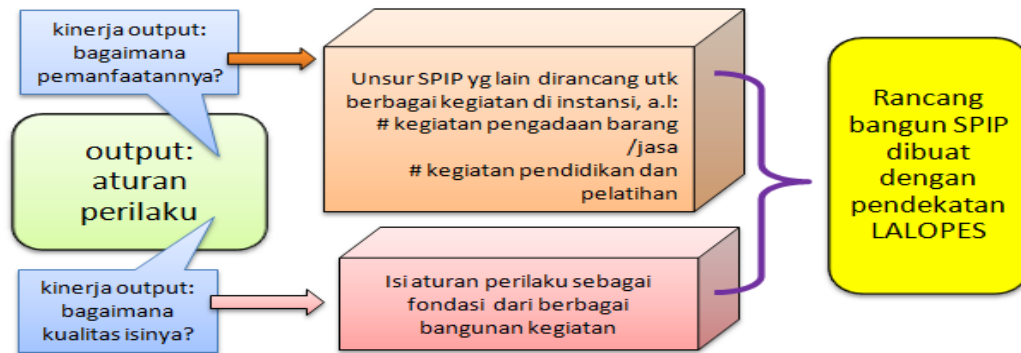 kinerja output:
bagaimana
pemanfaatannya?
output:
aturan
perilaku
kinerja output:
bagaimana
kualitas isinya?
Unsur SPIP yg lain dirancang utk
berbagai kegiatan di instansi, a.l:
# kegiatan pengadaan barang
/jasa
# kegiatan pendidikan dan
pelatihan
Isi aturan perilaku sebagai
fondasi dari berbagai
bangunan kegiatan
Rancang
bangun SPIP
dibuat
dengan
pendekatan
LALOPES